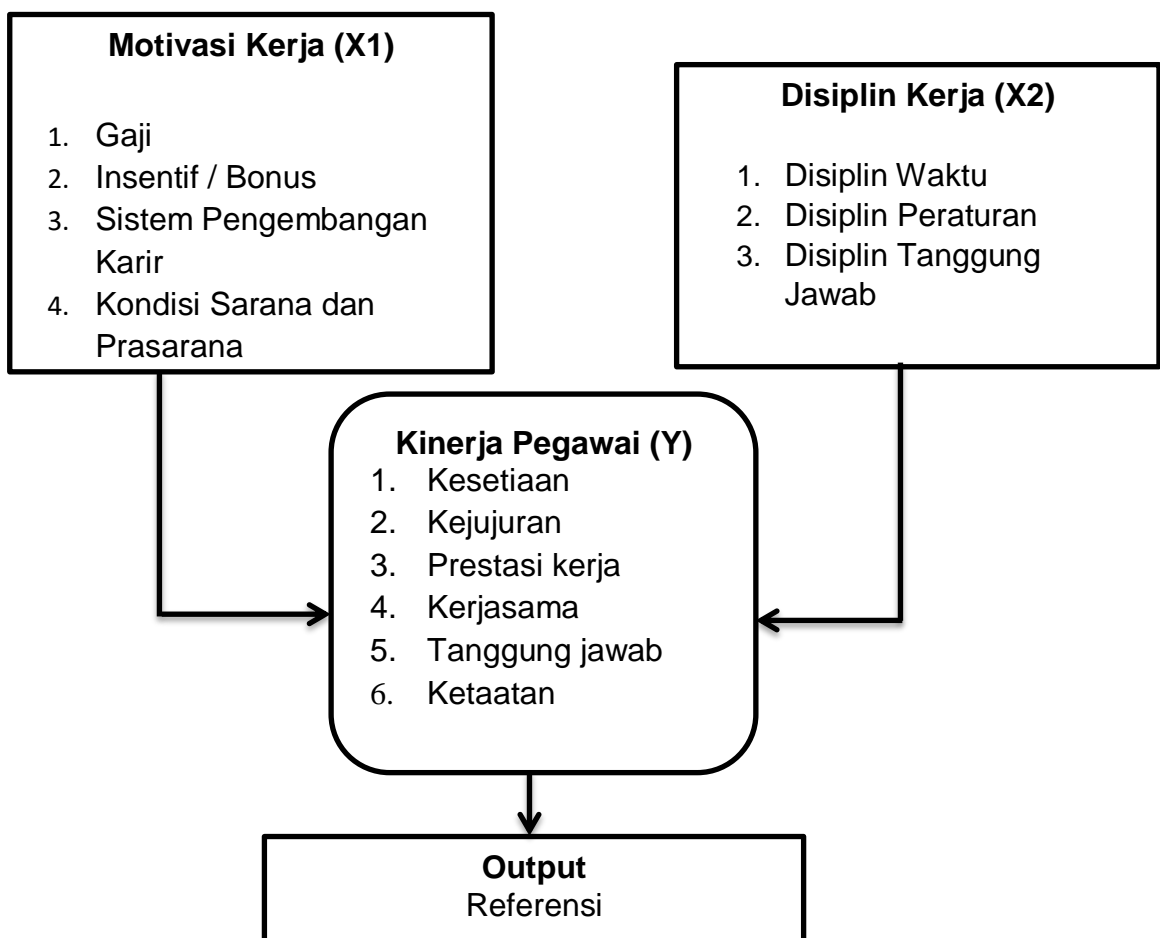 Motivasi Kerja (X1)
1. Gaji
2. Insentif / Bonus
3. Sistem Pengembangan
Karir
4. Kondisi Sarana dan
Prasarana
Disiplin Kerja (X2)
1. Disiplin Waktu
2. Disiplin Peraturan
3. Disiplin Tanggung
Jawab
Kinerja Pegawai (Y)
1. Kesetiaan
2. Kejujuran
3. Prestasi kerja
4. Kerjasama
5. Tanggung jawab
6. Ketaatan
Output
Referensi